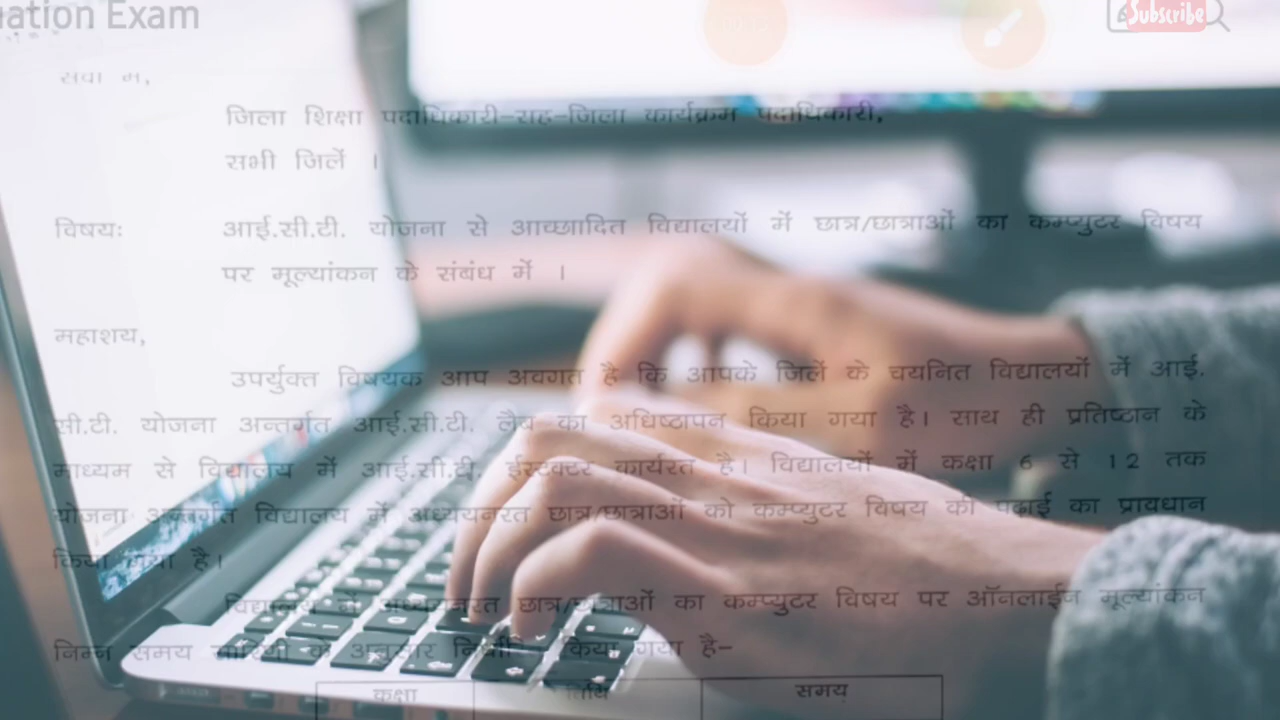 uation Exam
Subscribe
सेवा में,
जिला शिक्षा पदाधिकारी-सह-जिला कार्यक्रम पदाधिकारी,
सभी जिलें ।
विषयः आई.सी.टी. योजना से आच्छादित विद्यालयों में छात्र/छात्राओं का कम्प्युटर विषय
पर मूल्यांकन के संबंध में ।
महाशय,
उपर्युक्त विषयक आप अवगत है कि आपके जिलें के चयनित विद्यालयों में आई.
सी.टी. योजना अन्तर्गत आई.सी.टी. लैब का अधिष्ठापन किया गया है। साथ ही प्रतिष्ठान के
माध्यम से विद्यालय में आई.सी.टी. इंस्ट्रक्टर कार्यरत है। विद्यालयों में कक्षा 6 से 12 तक
योजना अन्तर्गत विद्यालय में अध्ययनरत छात्र/छात्राओं को कम्प्युटर विषय की पढ़ाई का प्रावधान
किया गया है।
विद्यालय में अध्ययनरत छात्र/छात्राओं का कम्प्युटर विषय पर ऑनलाईन मूल्यांकन
निम्न समय सारिणी के अनुसार निर्धारित किया गया है-
कक्षा तिथि समय